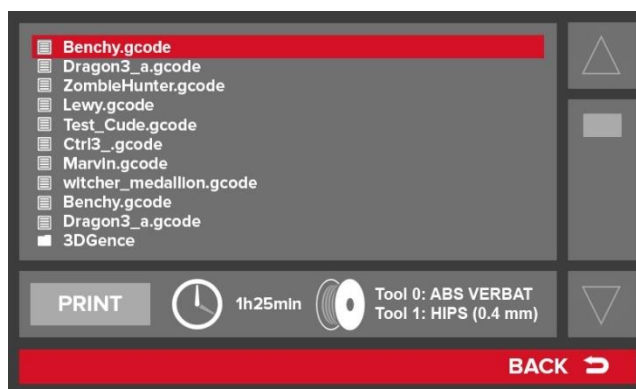 Benchy.gcode
Dragon3_a.gcode
ZombieHunter.gcode
Lewy.gcode
Test_Cude.gcode
Ctrl3_.gcode
Marvin.gcode
witcher_medallion.gcode
Benchy.gcode
Dragon3_a.gcode
3DGence
PRINT
1h25min
Tool 0: ABS VERBAT
Tool 1: HIPS (0.4 mm)
BACK